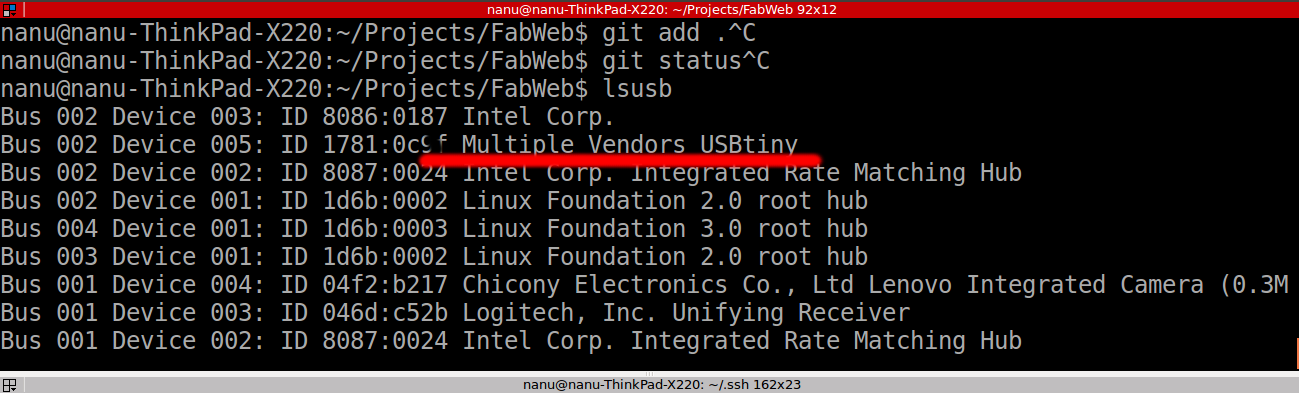 nanu@nanu-ThinkPad-X220: ~/Projects/FabWeb 92x12
nanu@nanu-ThinkPad-X220:~/Projects/FabWeb$ git add .^C
nanu@nanu-ThinkPad-X220:~/Projects/FabWeb$ git status^C
nanu@nanu-ThinkPad-X220:~/Projects/FabWeb$ lsusb
Bus 002 Device 003: ID 8086:0187 Intel Corp.
Bus 002 Device 005: ID 1781:0c9f Multiple Vendors USBtiny
Bus 002 Device 002: ID 8087:0024 Intel Corp. Integrated Rate Matching Hub
Bus 002 Device 001: ID 1d6b:0002 Linux Foundation 2.0 root hub
Bus 004 Device 001: ID 1d6b:0003 Linux Foundation 3.0 root hub
Bus 003 Device 001: ID 1d6b:0002 Linux Foundation 2.0 root hub
Bus 001 Device 004: ID 04f2:b217 Chicony Electronics Co., Ltd Lenovo Integrated Camera (0.3M
Bus 001 Device 003: ID 046d:c52b Logitech, Inc. Unifying Receiver
Bus 001 Device 002: ID 8087:0024 Intel Corp. Integrated Rate Matching Hub
nanu@nanu-ThinkPad-X220: ~/.ssh 162x23